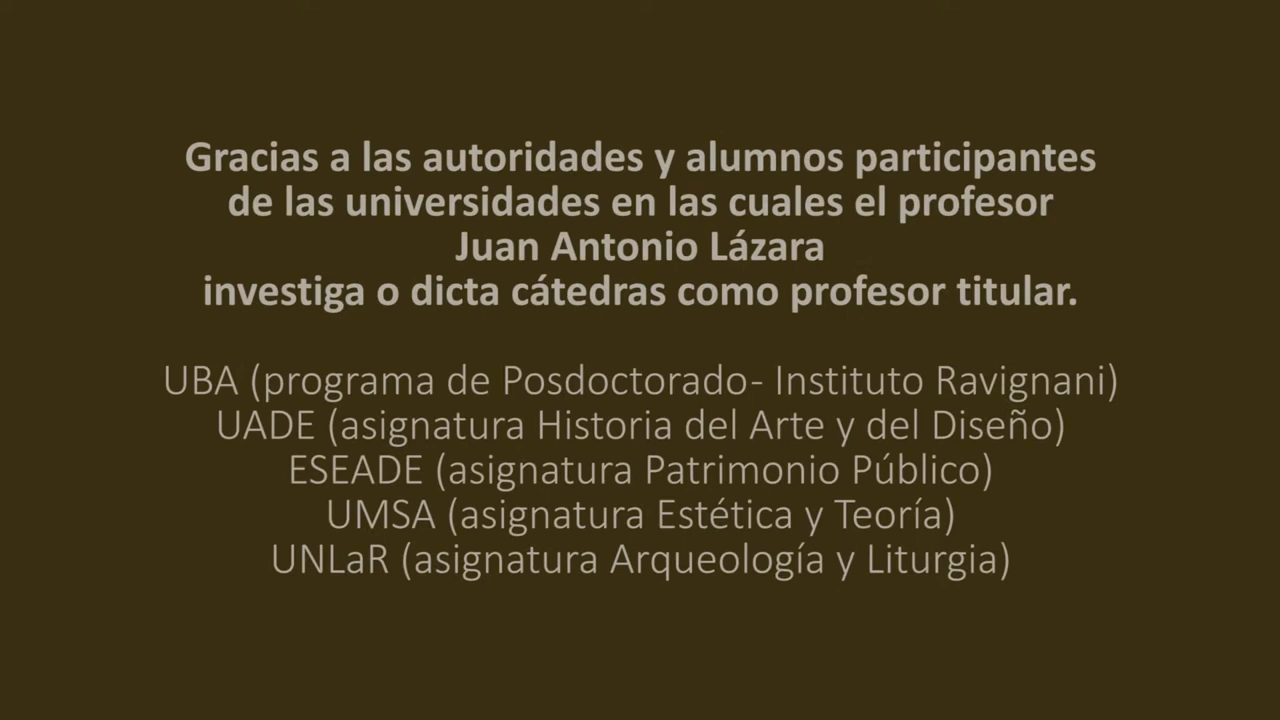 Gracias a las autoridades y alumnos participantes
de las universidades en las cuales el profesor
Juan Antonio Lázara
investiga o dicta cátedras como profesor titular.
UBA (programa de Posdoctorado- Instituto Ravignani)
UADE (asignatura Historia del Arte y del Diseño)
ESEADE (asignatura Patrimonio Público)
UMSA (asignatura Estética y Teoría)
UNLaR (asignatura Arqueología y Liturgia)